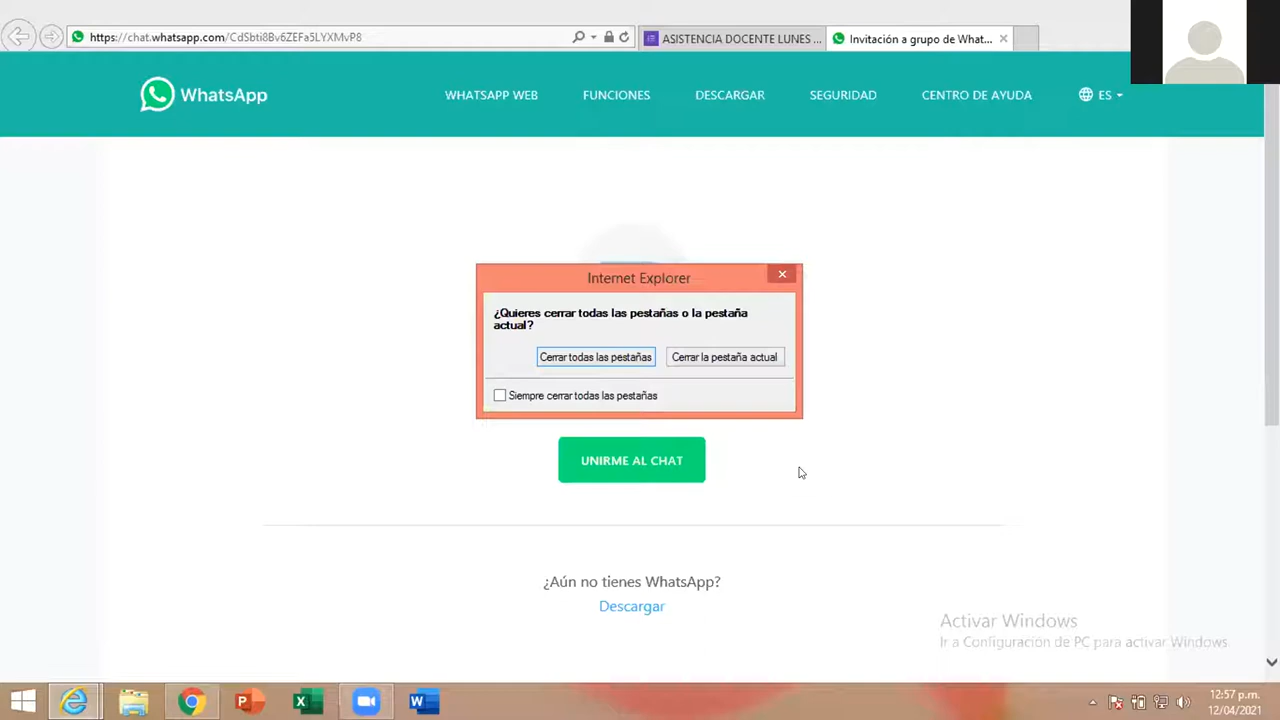 https://chat.whatsapp.com/CdSbti8Bv6ZEFa5LYXMvP8
ASISTENCIA DOCENTE LUNES ...
Invitación a grupo de What...
WhatsApp
WHATSAPP WEB
FUNCIONES
DESCARGAR
SEGURIDAD
CENTRO DE AYUDA
ES
Internet Explorer
¿Quieres cerrar todas las pestañas o la pestaña
actual?
Cerrar todas las pestañas
Cerrar la pestaña actual
Siempre cerrar todas las pestañas
UNIRME AL CHAT
¿Aún no tienes WhatsApp?
Descargar
Activar Windows
Ir a Configuración de PC para activar Windows.
12:57 p.m.
12/04/2021